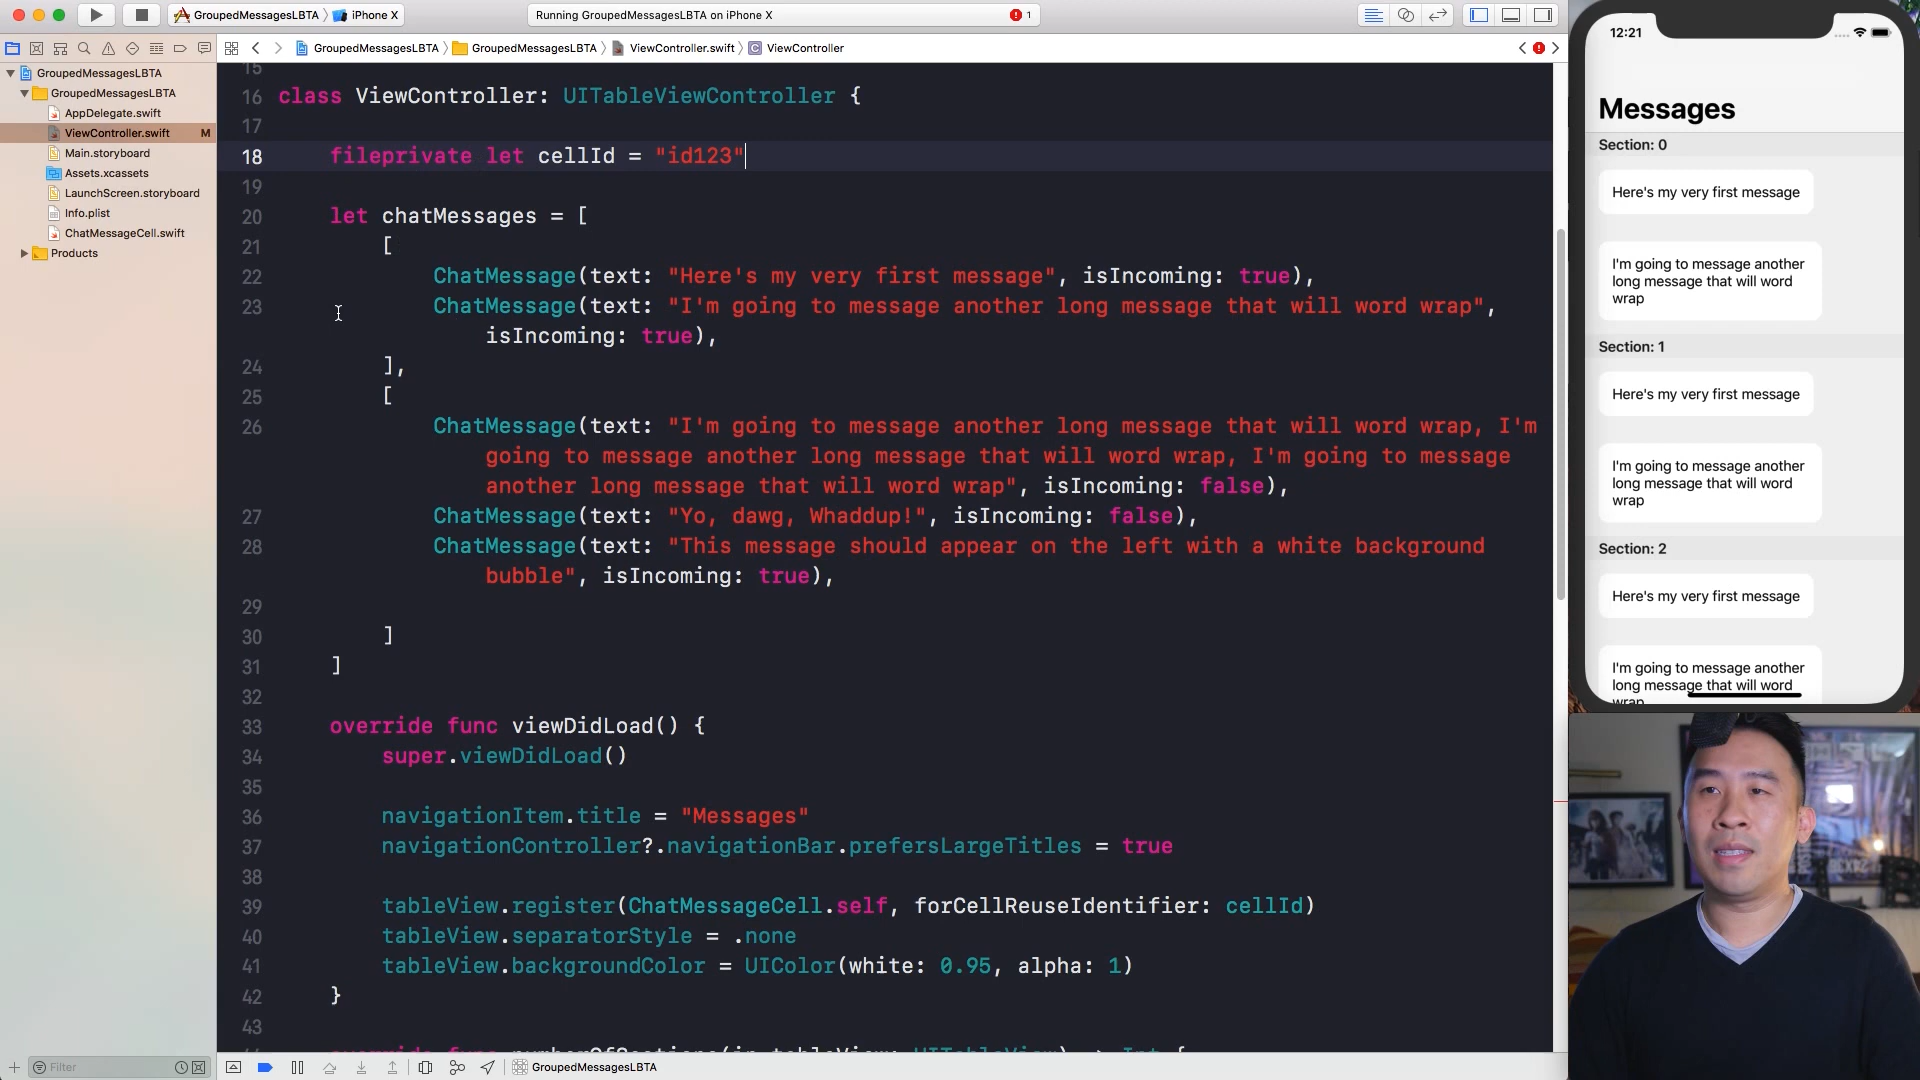 GroupedMessagesLBTA
iPhone X
Running GroupedMessagesLBTA on iPhone X
1
GroupedMessagesLBTA
GroupedMessagesLBTA
ViewController.swift
ViewController
GroupedMessagesLBTA
GroupedMessagesLBTA
AppDelegate.swift
ViewController.swift M
Main.storyboard
Assets.xcassets
LaunchScreen.storyboard
Info.plist
ChatMessageCell.swift
Products
Filter
15
16 class ViewController: UITableViewController {
17
18 fileprivate let cellId = "id123"
19
20 let chatMessages = [
21 [
22 ChatMessage(text: "Here's my very first message", isIncoming: true),
23 ChatMessage(text: "I'm going to message another long message that will word wrap",
isIncoming: true),
24 ],
25 [
26 ChatMessage(text: "I'm going to message another long message that will word wrap, I'm
going to message another long message that will word wrap, I'm going to message
another long message that will word wrap", isIncoming: false),
27 ChatMessage(text: "Yo, dawg, Whaddup!", isIncoming: false),
28 ChatMessage(text: "This message should appear on the left with a white background
bubble", isIncoming: true),
29
30 ]
31 ]
32
33 override func viewDidLoad() {
34 super.viewDidLoad()
35
36 navigationItem.title = "Messages"
37 navigationController?.navigationBar.prefersLargeTitles = true
38
39 tableView.register(ChatMessageCell.self, forCellReuseIdentifier: cellId)
40 tableView.separatorStyle = .none
41 tableView.backgroundColor = UIColor(white: 0.95, alpha: 1)
42 }
43
override func numberOfSections(in tableView: UITableView) -> Int {
GroupedMessagesLBTA
12:21
Messages
Section: 0
Here's my very first message
I'm going to message another
long message that will word
wrap
Section: 1
Here's my very first message
I'm going to message another
long message that will word
wrap
Section: 2
Here's my very first message
I'm going to message another
long message that will word
wrap